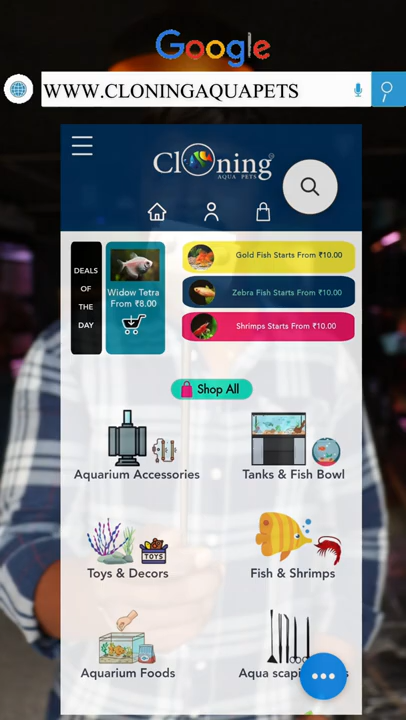 Google
WWW.CLONINGAQUAPETS
Cloning
AQUA PETS
DEALS
OF
THE
DAY
Widow Tetra
From ₹8.00
Gold Fish Starts From ₹10.00
Zebra Fish Starts From ₹10.00
Shrimps Starts From ₹10.00
Shop All
Aquarium Accessories
Tanks & Fish Bowl
TOYS
Toys & Decors
Fish & Shrimps
Aquarium Foods
Aqua scaping